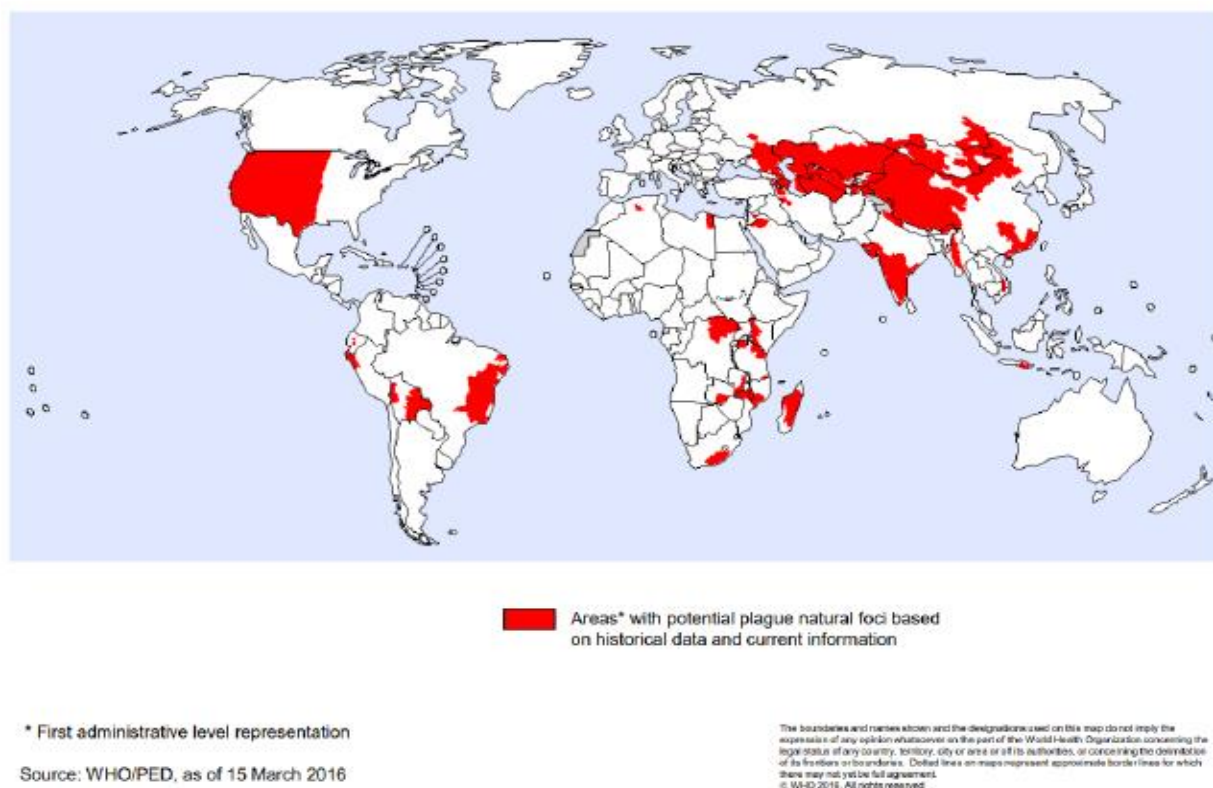 Areas* with potential plague natural foci based
on historical data and current information
* First administrative level representation
Source: WHO/PED, as of 15 March 2016
The boundaries and names shown and the designations used on this map do not imply the
expression of any opinion whatsoever on the part of the World Health Organization concerning the
legal status of any country, territory, city or area or of its authorities, or concerning the delimitation
of its frontiers or boundaries. Dotted lines on maps represent approximate border lines for which
there may not yet be full agreement.
© WHO 2016. All rights reserved